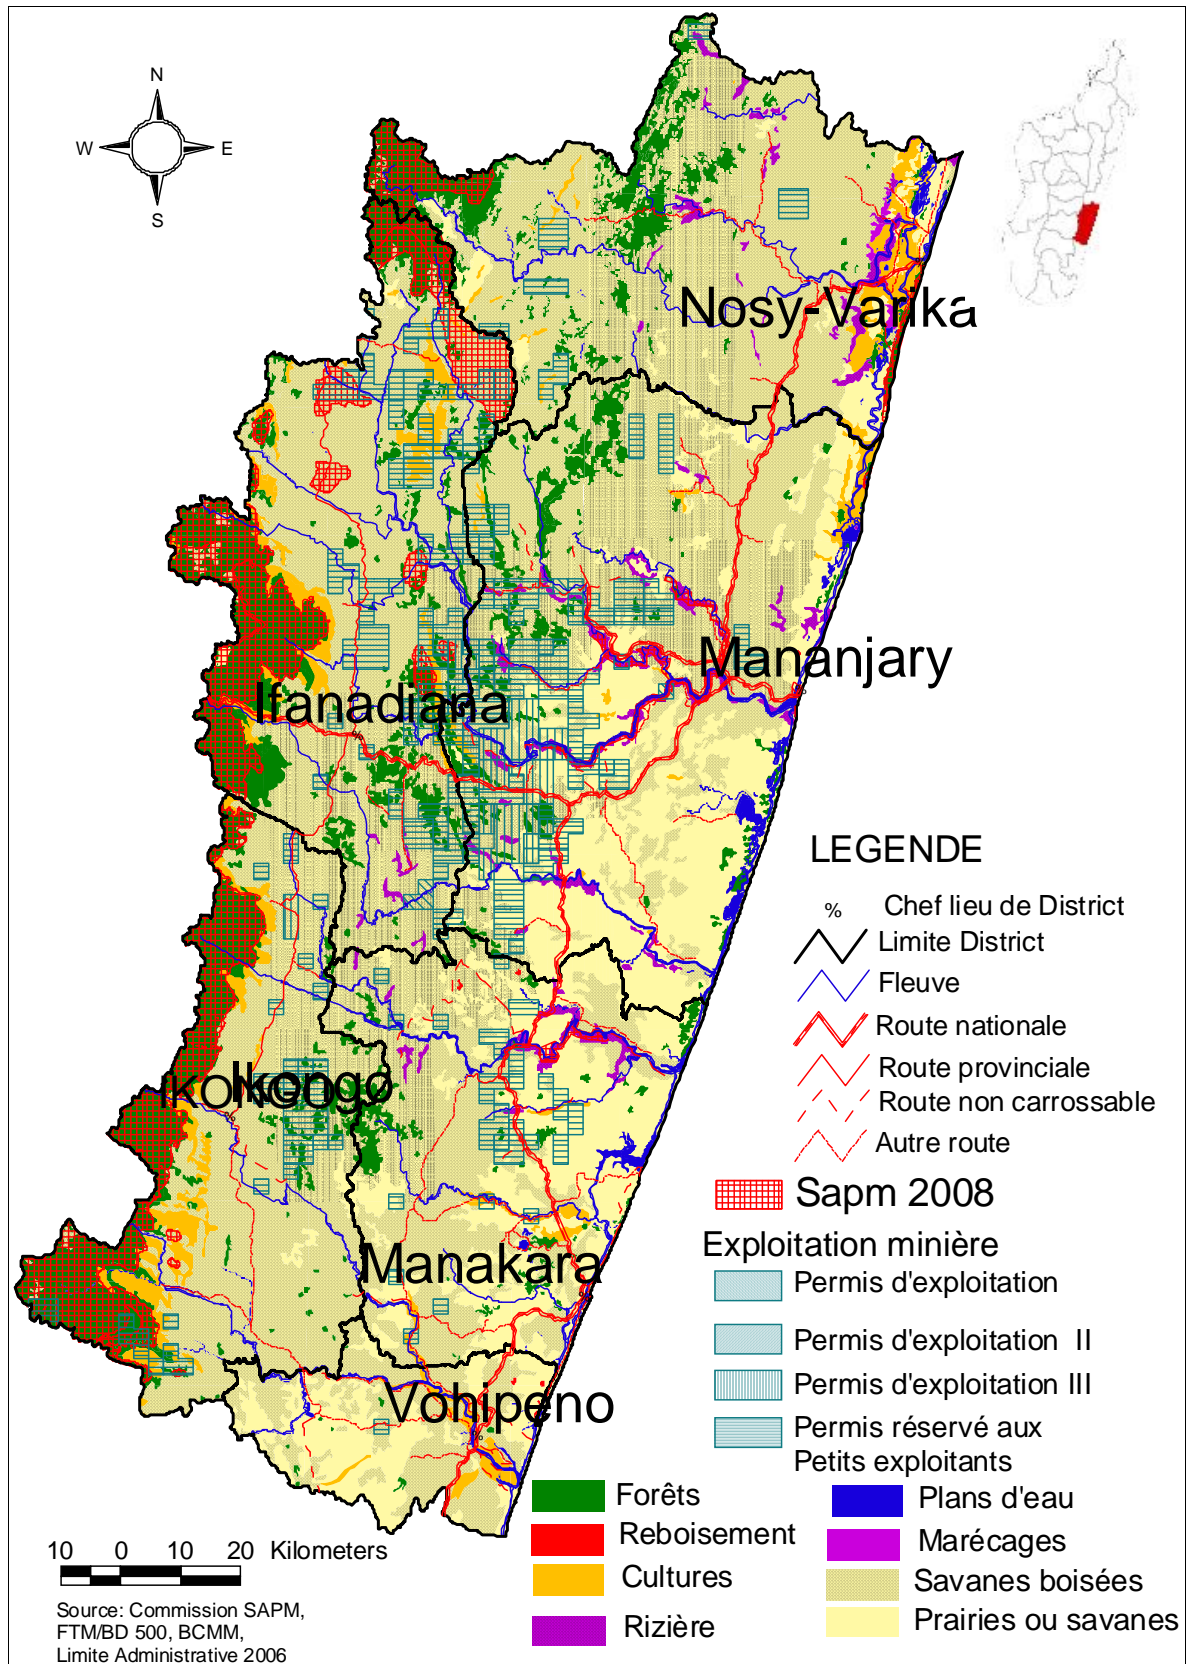 N
W
E
S
Nosy-Varika
Mananjary
Ifanadiana
IKONGO
Ikongo
Manakara
Vohipeno
LEGENDE
% Chef lieu de District
Limite District
Fleuve
Route nationale
Route provinciale
Route non carrossable
Autre route
Sapm 2008
Exploitation minière
Permis d'exploitation
Permis d'exploitation II
Permis d'exploitation III
Permis réservé aux
Petits exploitants
Forêts
Reboisement
Cultures
Rizière
Plans d'eau
Marécages
Savanes boisées
Prairies ou savanes
10 0 10 20 Kilometers
Source: Commission SAPM,
FTM/BD 500, BCMM,
Limite Administrative 2006